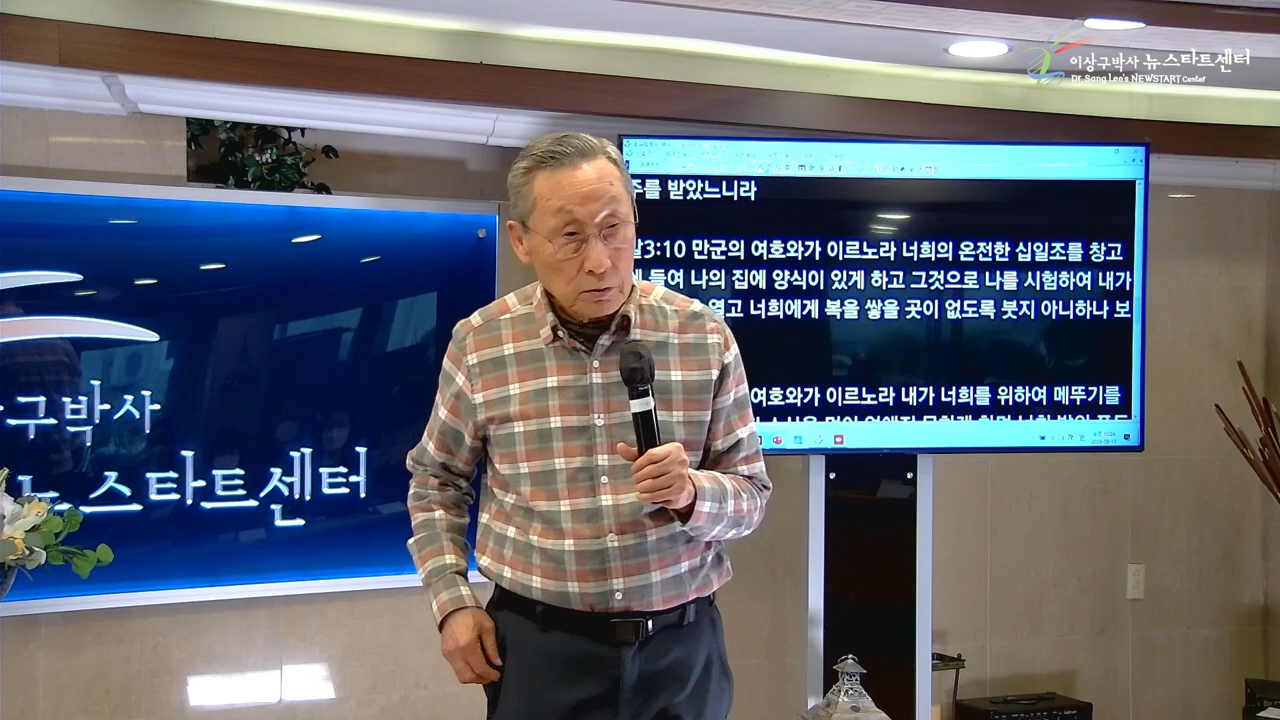 이상구박사 뉴스타트센터
Dr. Sang Lee's NEWSTART Center
주를 받았느니라
말3:10 만군의 여호와가 이르노라 너희의 온전한 십일조를 창고
에 들여 나의 집에 양식이 있게 하고 그것으로 나를 시험하여 내가
열고 너희에게 복을 쌓을 곳이 없도록 붓지 아니하나 보
여호와가 이르노라 내가 너희를 위하여 메뚜기를
구박사
뉴스타트센터